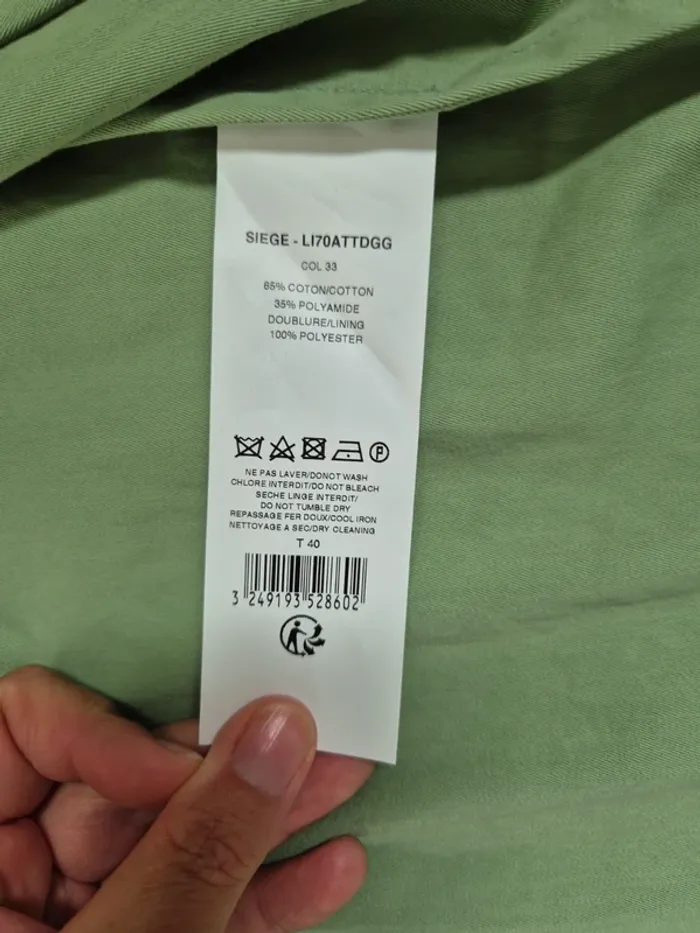 SIEGE - LI70ATTDGG
COL 33
65% COTON/COTTON
35% POLYAMIDE
DOUBLURE/LINING
100% POLYESTER
P
NE PAS LAVER/DONOT WASH
CHLORE INTERDIT/DO NOT BLEACH
SECHE LINGE INTERDIT/
DO NOT TUMBLE DRY
REPASSAGE FER DOUX/COOL IRON
NETTOYAGE A SEC/DRY CLEANING
T 40
3 249193 528602